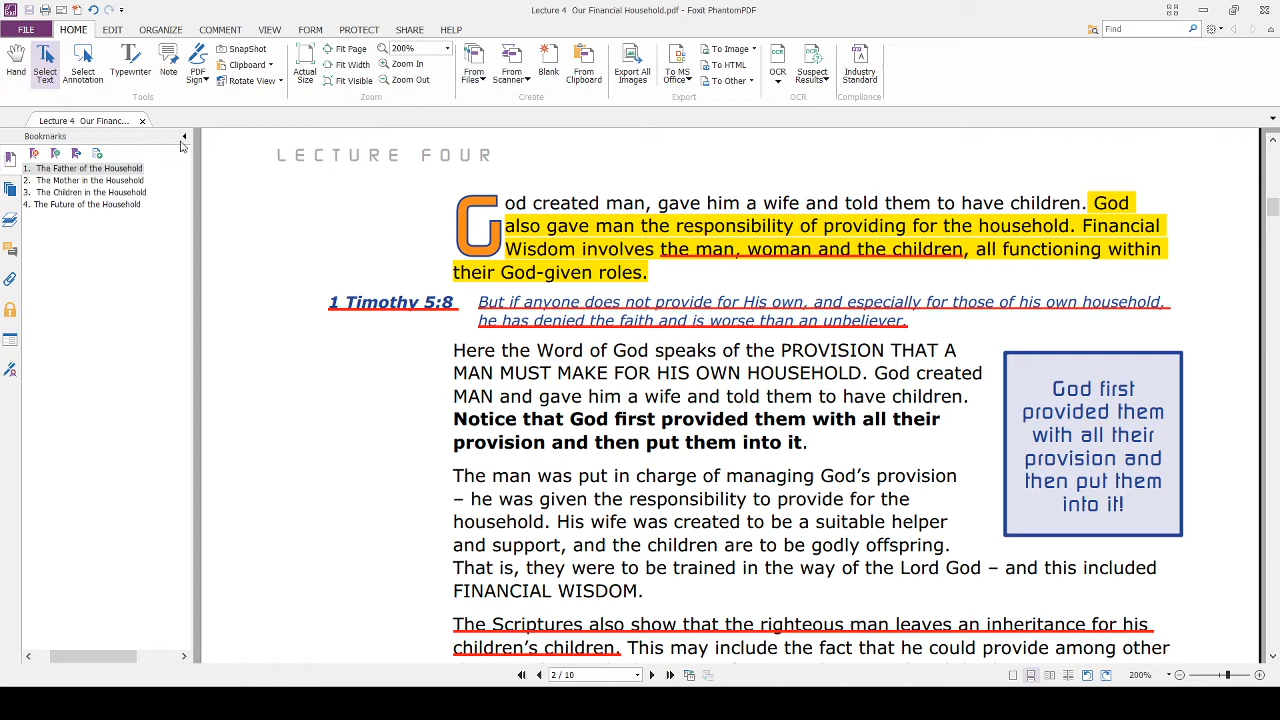 Lecture 4 Our Financial Household.pdf - Foxit PhantomPDF
FILE HOME EDIT ORGANIZE COMMENT VIEW FORM PROTECT SHARE HELP
Find
Hand
Select Text
Select Annotation
Typewriter
Note
PDF Sign
SnapShot
Clipboard
Rotate View
Tools
Actual Size
Fit Page
Fit Width
Fit Visible
200%
Zoom In
Zoom Out
Zoom
From Files
From Scanner
Blank
From Clipboard
Create
Export All Images
To MS Office
To Image
To HTML
To Other
Export
OCR
Suspect Results
OCR
Industry Standard
Compliance
Lecture 4 Our Financ...
Bookmarks
1. The Father of the Household
2. The Mother in the Household
3. The Children in the Household
4. The Future of the Household
LECTURE FOUR
God created man, gave him a wife and told them to have children. God
also gave man the responsibility of providing for the household. Financial
Wisdom involves the man, woman and the children, all functioning within
their God-given roles.
1 Timothy 5:8 But if anyone does not provide for His own, and especially for those of his own household,
he has denied the faith and is worse than an unbeliever.
Here the Word of God speaks of the PROVISION THAT A
MAN MUST MAKE FOR HIS OWN HOUSEHOLD. God created
MAN and gave him a wife and told them to have children.
Notice that God first provided them with all their
provision and then put them into it.
God first
provided them
with all their
provision and
then put them
into it!
The man was put in charge of managing God's provision
– he was given the responsibility to provide for the
household. His wife was created to be a suitable helper
and support, and the children are to be godly offspring.
That is, they were to be trained in the way of the Lord God – and this included
FINANCIAL WISDOM.
The Scriptures also show that the righteous man leaves an inheritance for his
children's children. This may include the fact that he could provide among other
2 / 10
200%